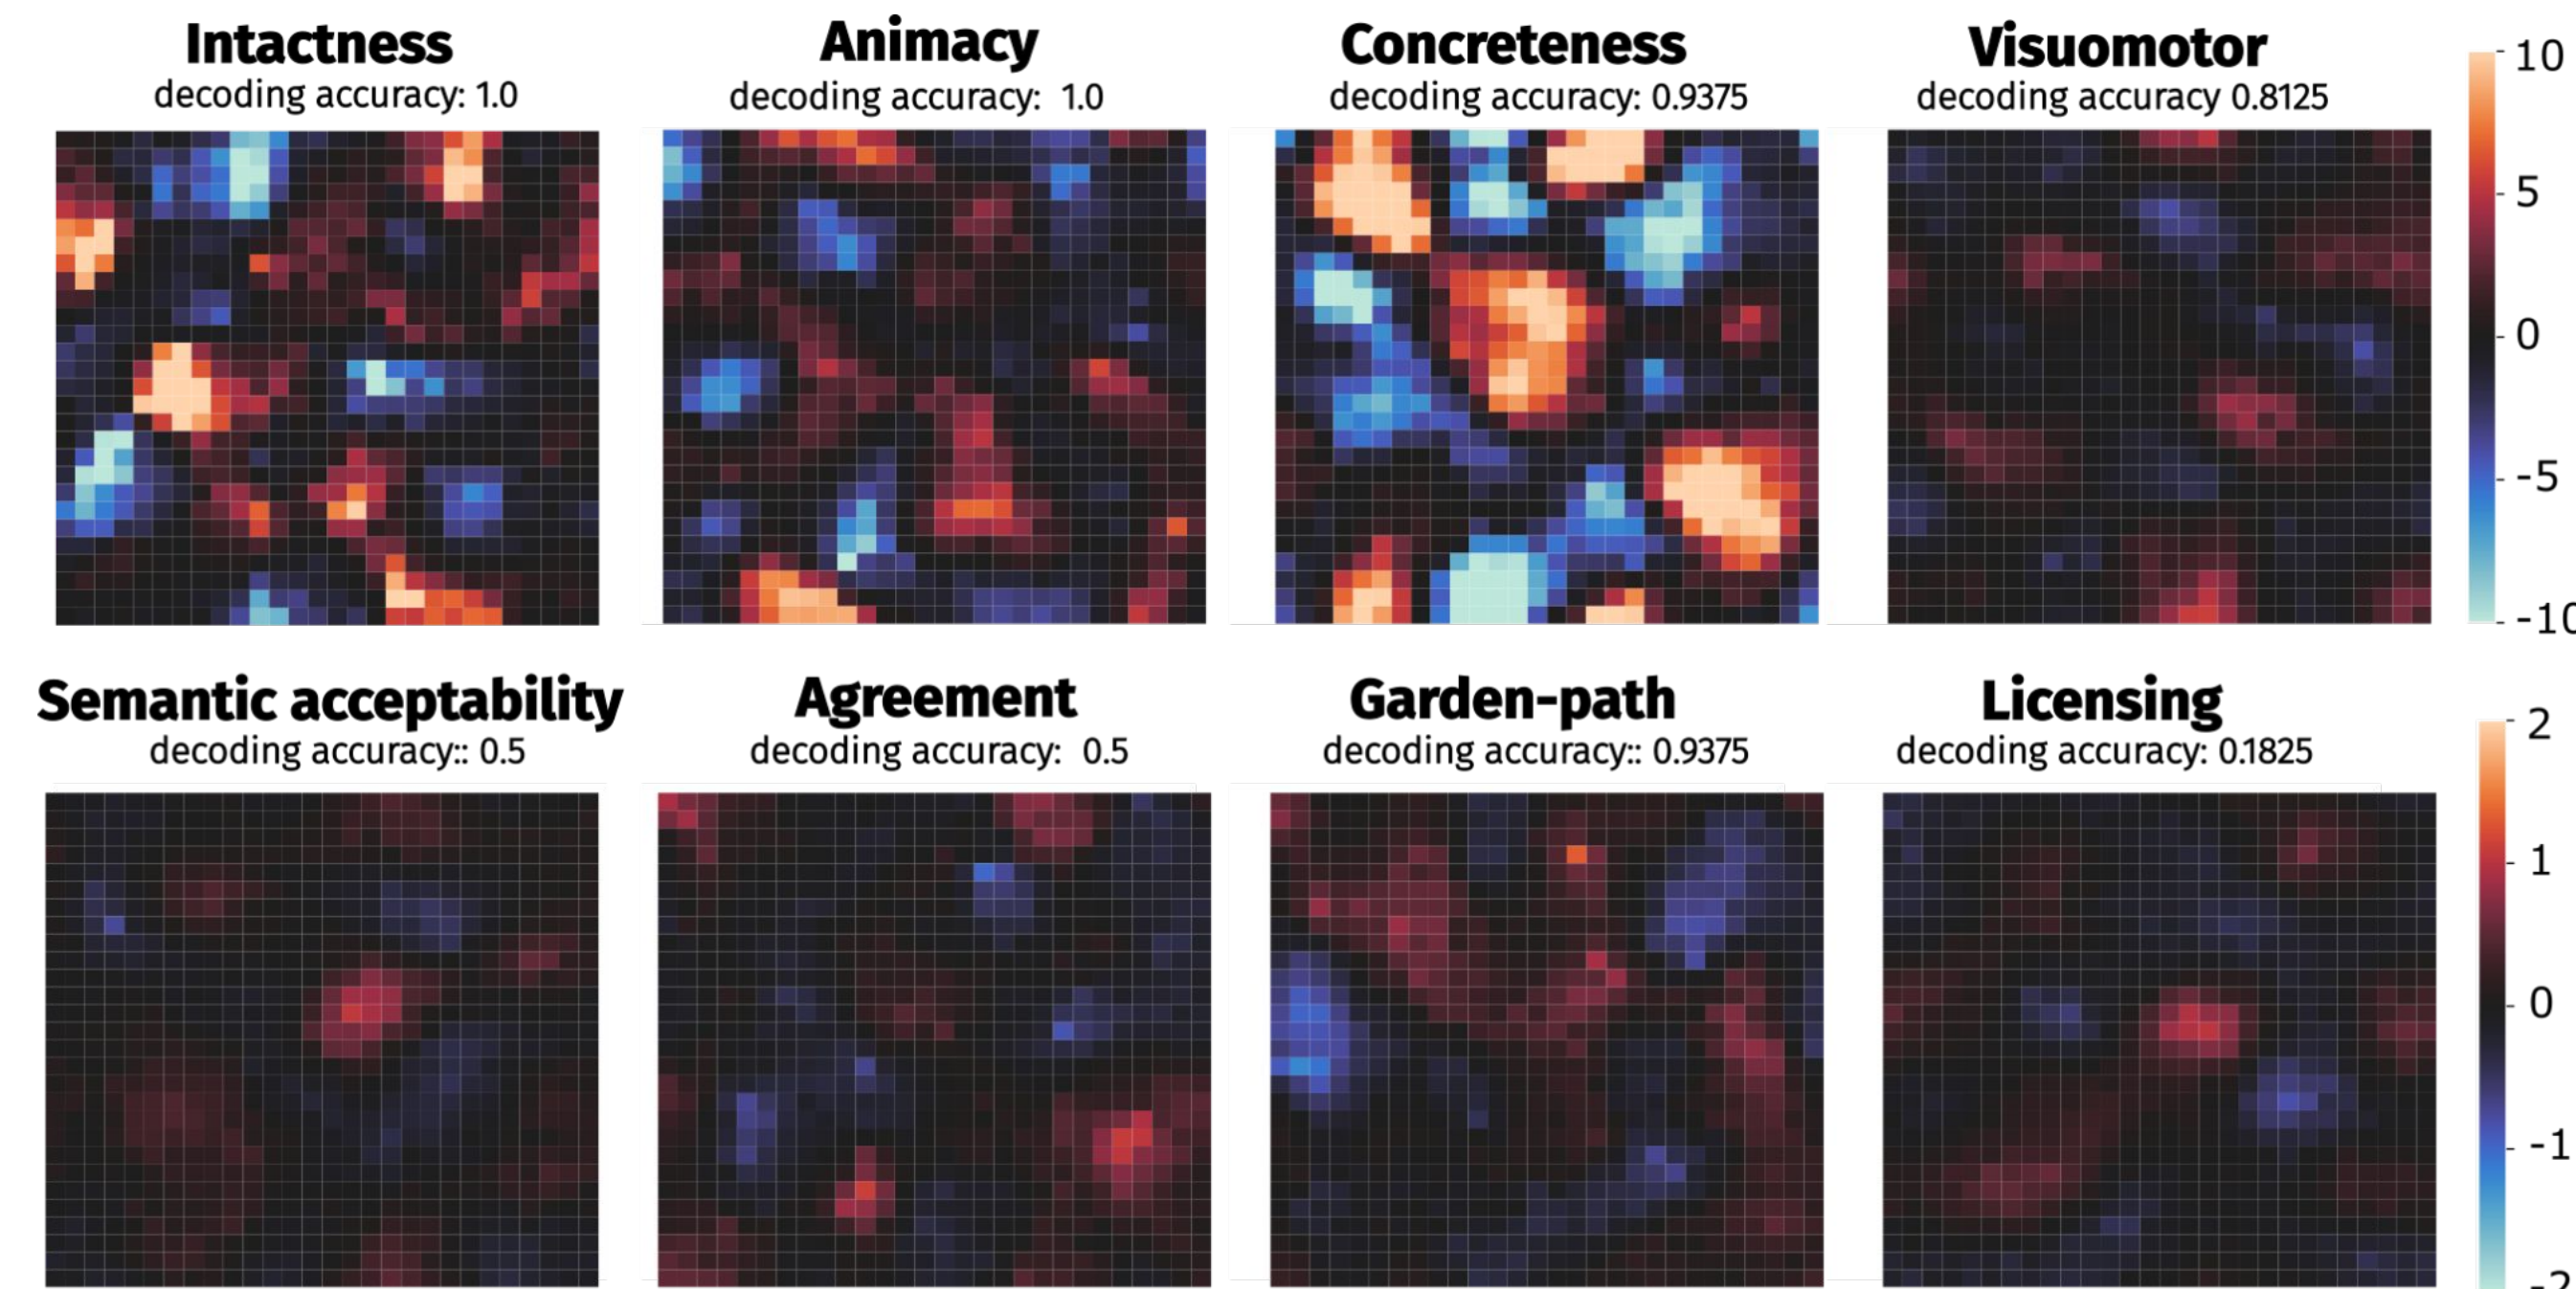 Intactness
decoding accuracy: 1.0
Animacy
decoding accuracy: 1.0
Concreteness
decoding accuracy: 0.9375
Visuomotor
decoding accuracy 0.8125
10
5
0
-5
-10
Semantic acceptability
decoding accuracy:: 0.5
Agreement
decoding accuracy: 0.5
Garden-path
decoding accuracy:: 0.9375
Licensing
decoding accuracy: 0.1825
2
1
0
-1
-2